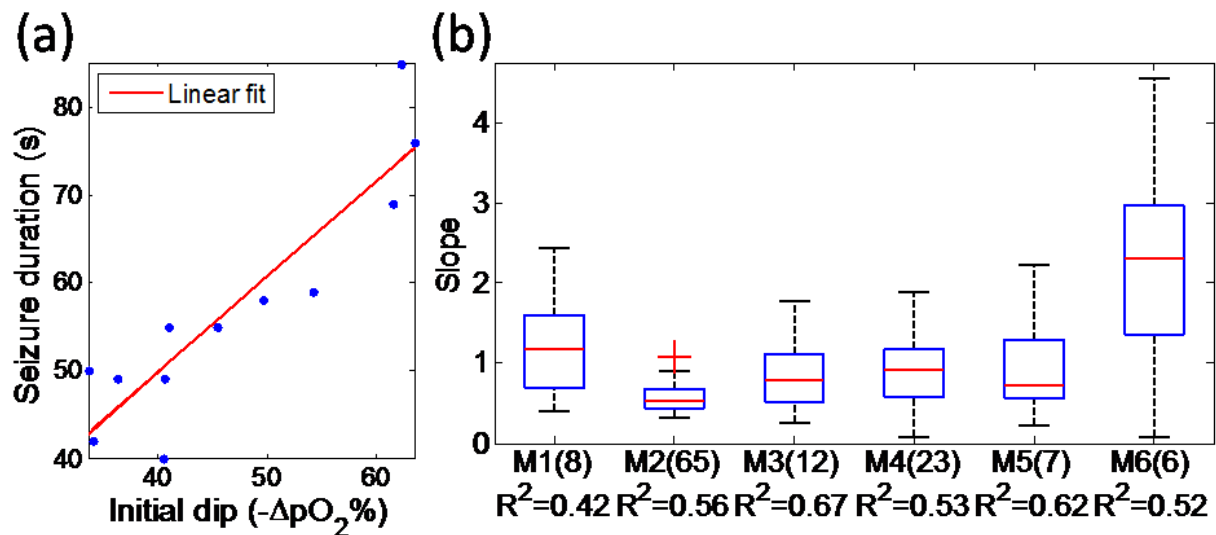 (a)
Linear fit
Seizure duration (s)
80
70
60
50
40
40 50 60
Initial dip (-ΔpO₂%)
(b)
Slope
4
3
2
1
0
M1(8) M2(65) M3(12) M4(23) M5(7) M6(6)
R²=0.42 R²=0.56 R²=0.67 R²=0.53 R²=0.62 R²=0.52